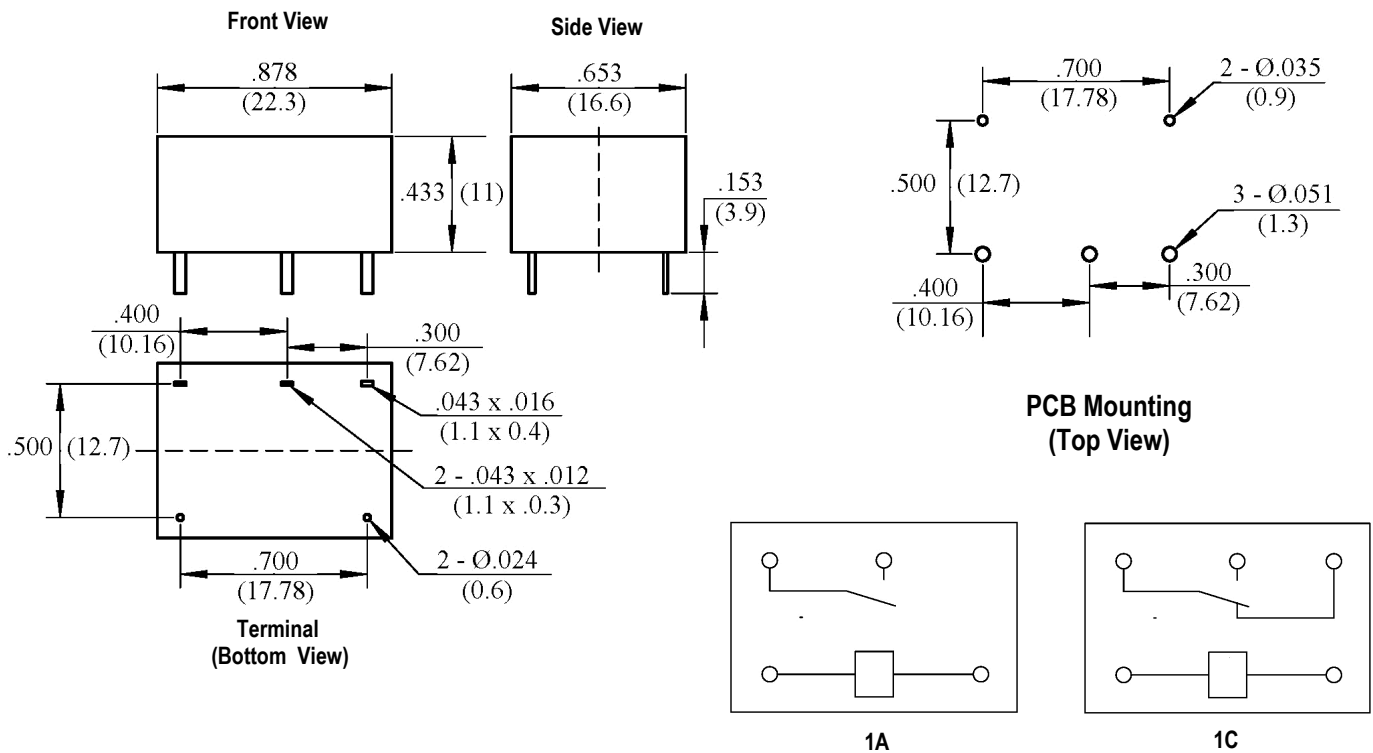 Front View
Side View
.878
(22.3)
.653
(16.6)
.433 (11)
.153
(3.9)
.700
(17.78)
2 - Ø.035
(0.9)
.500 (12.7)
3 - Ø.051
(1.3)
.400
(10.16)
.300
(7.62)
PCB Mounting
(Top View)
.400
(10.16)
.300
(7.62)
.043 x .016
(1.1 x 0.4)
.500 (12.7)
2 - .043 x .012
(1.1 x .0.3)
2 - Ø.024
(0.6)
.700
(17.78)
Terminal
(Bottom View)
1A
1C